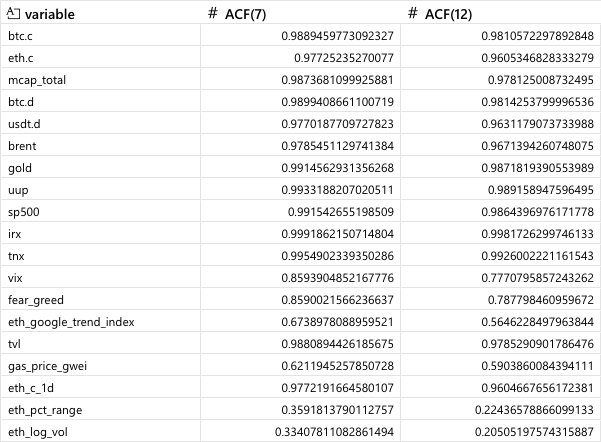 variable # ACF(7) # ACF(12)
btc.c 0.9889459773092327 0.9810572297892848
eth.c 0.97725235270077 0.9605346828333279
mcap_total 0.9873681099925881 0.978125008732495
btc.d 0.9899408661100719 0.9814253799996536
usdt.d 0.9770187709727823 0.9631179073733988
brent 0.9785451129741384 0.9671394260748075
gold 0.9914562931356268 0.9871819390553989
uup 0.9933188207020511 0.989158947596495
sp500 0.991542655198509 0.9864396976171778
irx 0.9991862150714804 0.9981726299746133
tnx 0.9954902339350286 0.9926002221161543
vix 0.8593904852167776 0.7770795857243262
fear_greed 0.8590021566236637 0.787798460959672
eth_google_trend_index 0.6738978088959521 0.5646228497963844
tvl 0.9880894426185675 0.9785290901786476
gas_price_gwei 0.6211945257850728 0.5903860084394111
eth_c_1d 0.9772191664580107 0.9604667656172381
eth_pct_range 0.3591813790112757 0.22436578866099133
eth_log_vol 0.33407811082861494 0.20505197574315887